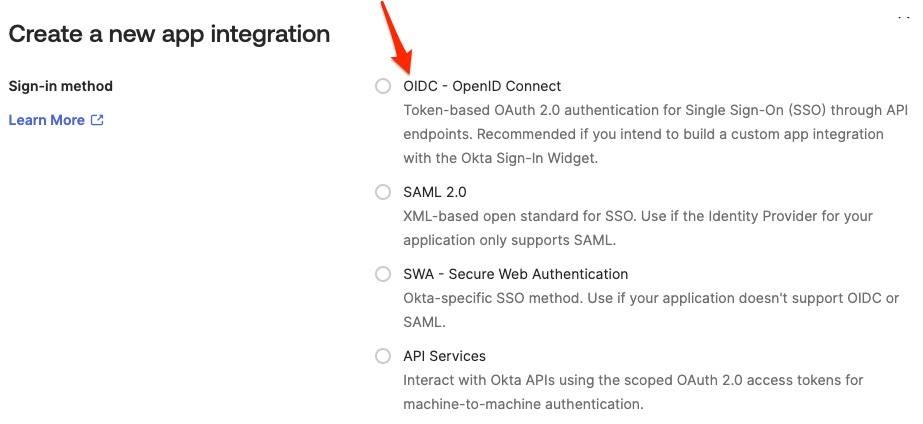 Create a new app integration
Sign-in method
Learn More
OIDC - OpenID Connect
Token-based OAuth 2.0 authentication for Single Sign-On (SSO) through API
endpoints. Recommended if you intend to build a custom app integration
with the Okta Sign-In Widget.
SAML 2.0
XML-based open standard for SSO. Use if the Identity Provider for your
application only supports SAML.
SWA - Secure Web Authentication
Okta-specific SSO method. Use if your application doesn't support OIDC or
SAML.
API Services
Interact with Okta APIs using the scoped OAuth 2.0 access tokens for
machine-to-machine authentication.